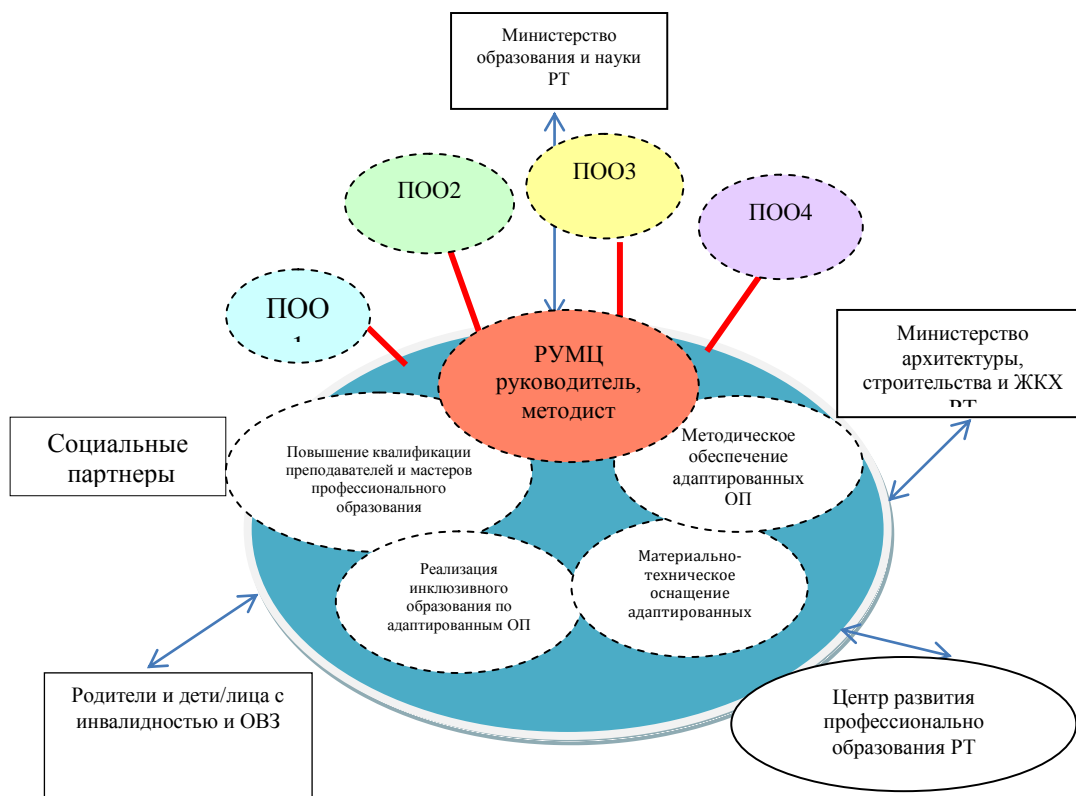 Министерство
образования и науки
РТ
ПОО3
ПОО2
ПОО4
ПОО
РУМЦ
руководитель,
методист
Министерство
архитектуры,
строительства и ЖКХ
РТ
Социальные
партнеры
Повышение квалификации
преподавателей и мастеров
профессионального
образования
Методическое
обеспечение
адаптированных
ОП
Реализация
инклюзивного
образования по
адаптированным ОП
Материально-
техническое
оснащение
адаптированных
Родители и дети/лица с
инвалидностью и ОВЗ
Центр развития
профессионально
образования РТ